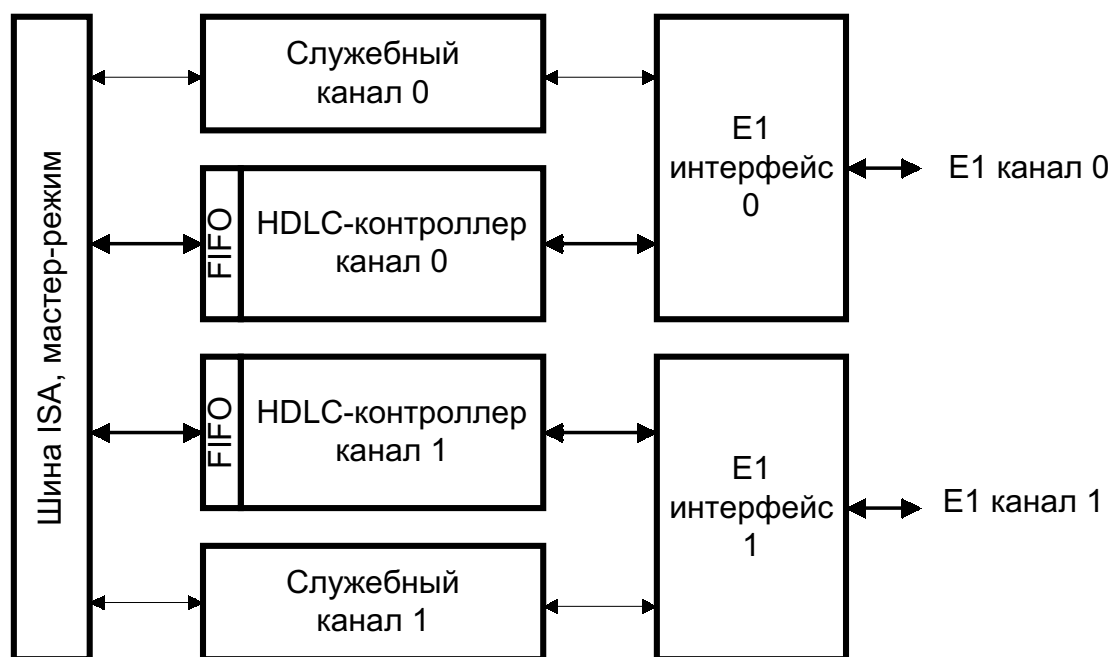 Шина ISA, мастер-режим
Служебный
канал 0
FIFO
HDLC-контроллер
канал 0
FIFO
HDLC-контроллер
канал 1
Служебный
канал 1
E1
интерфейс
0
E1 канал 0
E1
интерфейс
1
E1 канал 1